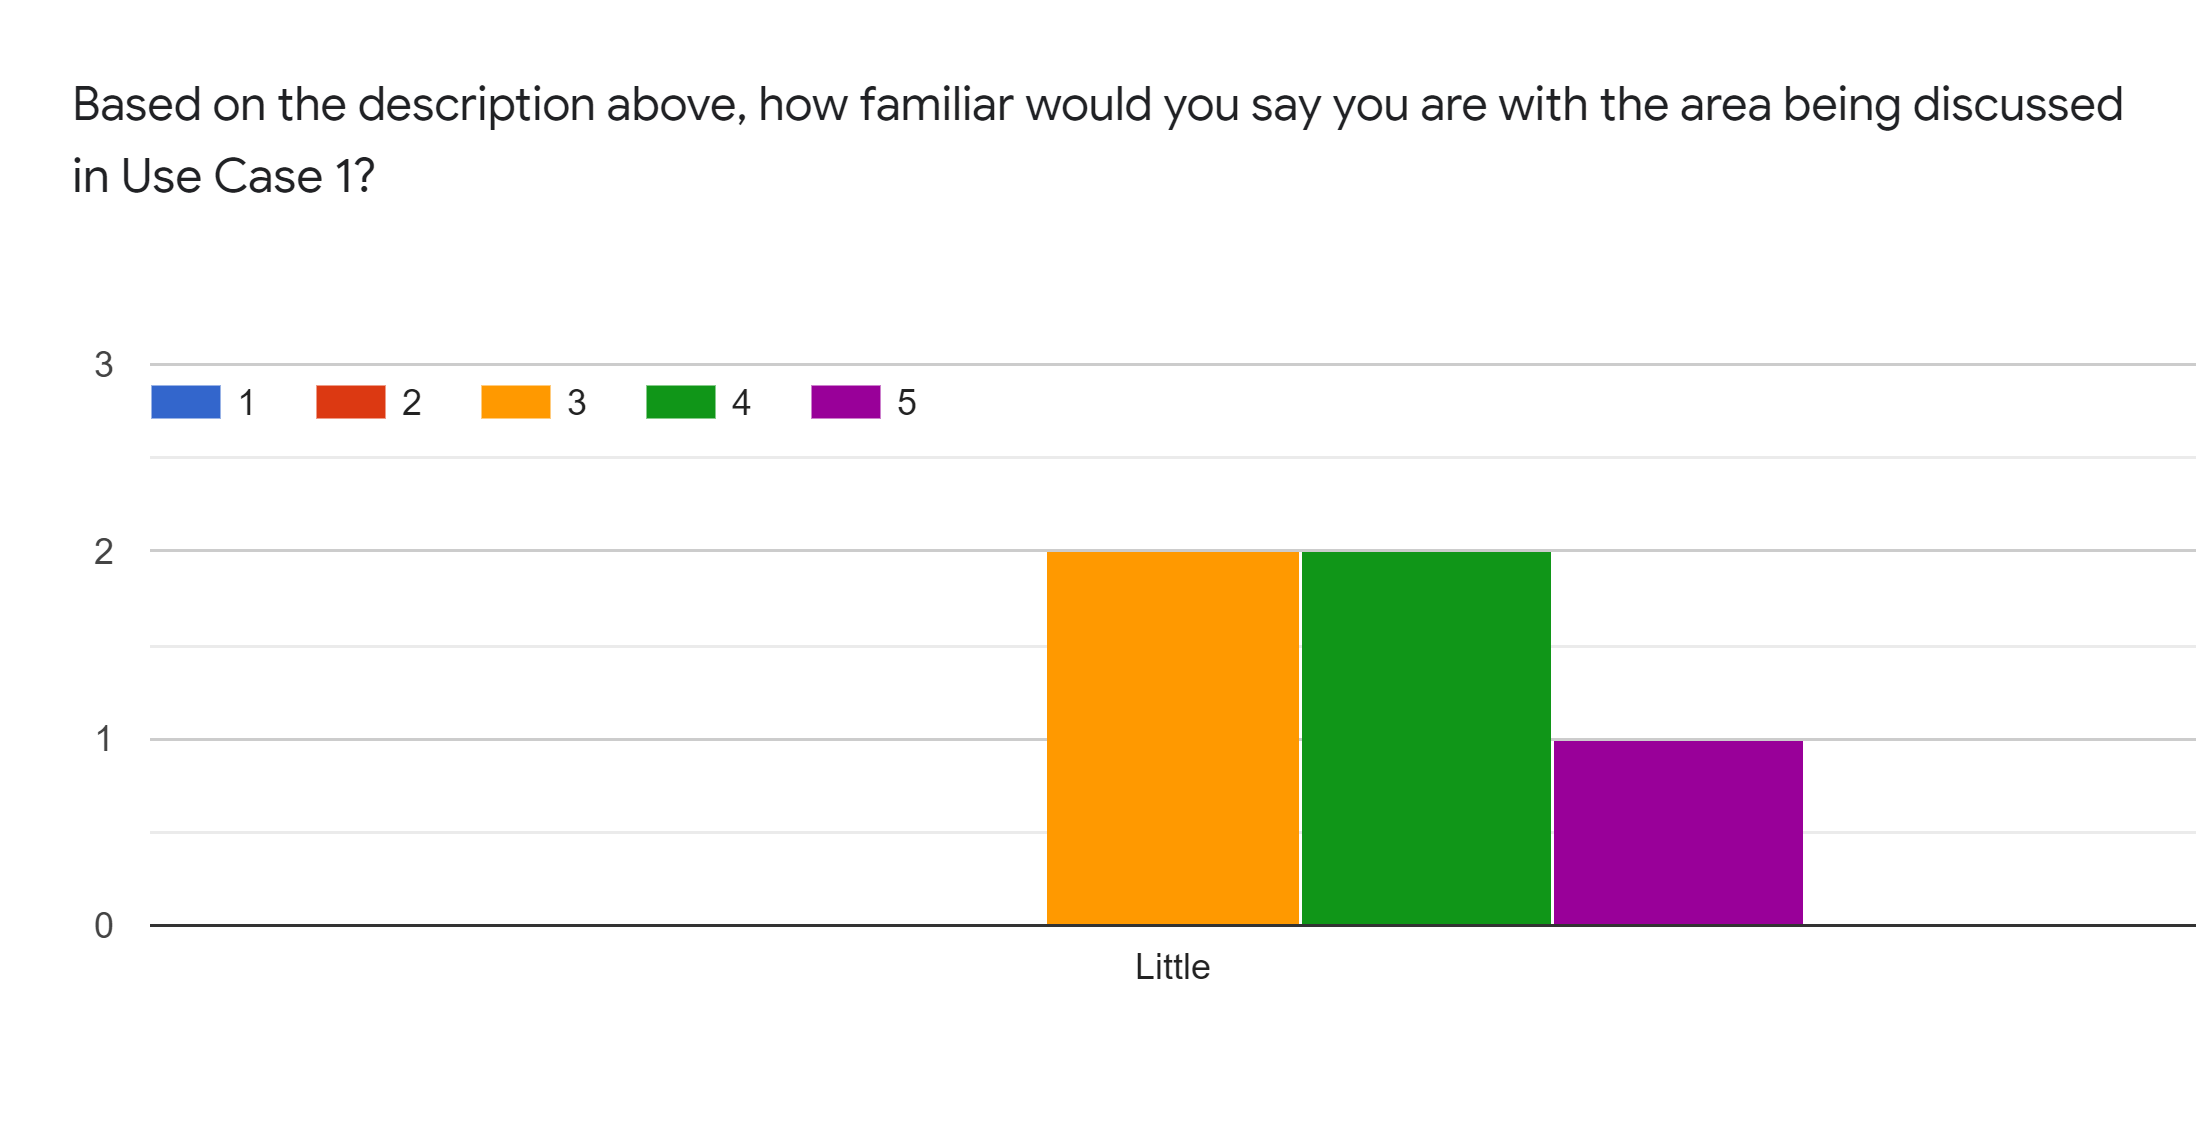 Based on the description above, how familiar would you say you are with the area being discussed
in Use Case 1?
3
1 2 3 4 5
2
1
0
Little